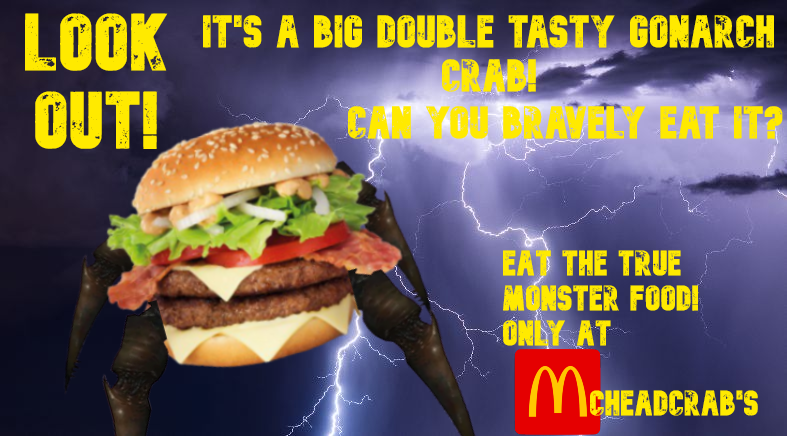 LOOK
OUT!
IT'S A BIG DOUBLE TASTY GONARCH
CRAB!
CAN YOU BRAVELY EAT IT?
EAT THE TRUE
MONSTER FOOD!
ONLY AT
MCHEADCRAB'S